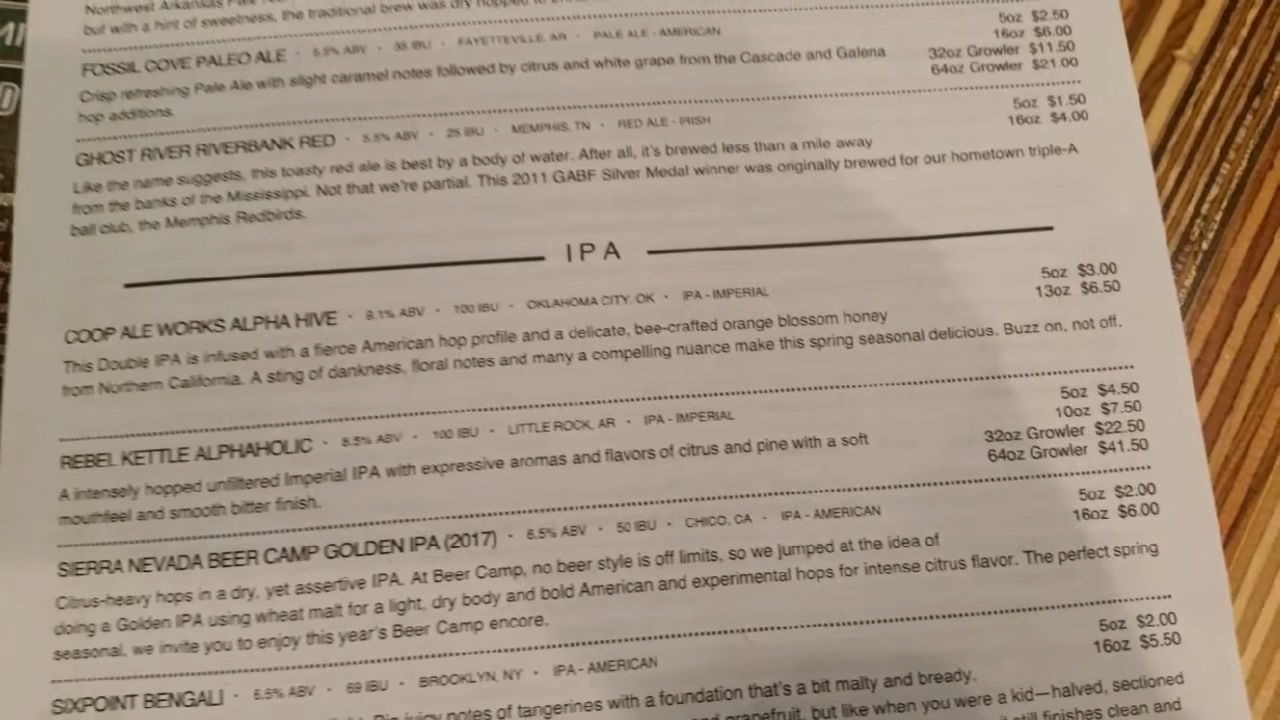 Northwest Arkansas Pale
but with a hint of sweetness, the traditional brew was dry hopped to
FOSSIL COVE PALEO ALE · 5.5% ABV · 35 IBU · FAYETTEVILLE, AR · PALE ALE - AMERICAN
5oz $2.50
16oz $6.00
32oz Growler $11.50
64oz Growler $21.00
Crisp refreshing Pale Ale with slight caramel notes followed by citrus and white grape from the Cascade and Galena
hop additions.
GHOST RIVER RIVERBANK RED · 5.5% ABV · 25 IBU · MEMPHIS, TN · RED ALE - IRISH
5oz $1.50
16oz $4.00
Like the name suggests, this toasty red ale is best by a body of water. After all, it's brewed less than a mile away
from the banks of the Mississippi. Not that we're partial. This 2011 GABF Silver Medal winner was originally brewed for our hometown triple-A
ball club, the Memphis Redbirds.
IPA
COOP ALE WORKS ALPHA HIVE · 9.1% ABV · 100 IBU · OKLAHOMA CITY, OK · IPA - IMPERIAL
5oz $3.00
13oz $6.50
This Double IPA is infused with a fierce American hop profile and a delicate, bee-crafted orange blossom honey
from Northern California. A sting of dankness, floral notes and many a compelling nuance make this spring seasonal delicious. Buzz on, not off.
REBEL KETTLE ALPHAHOLIC · 8.5% ABV · 100 IBU · LITTLE ROCK, AR · IPA - IMPERIAL
5oz $4.50
10oz $7.50
32oz Growler $22.50
64oz Growler $41.50
A intensely hopped unfiltered Imperial IPA with expressive aromas and flavors of citrus and pine with a soft
mouthfeel and smooth bitter finish.
SIERRA NEVADA BEER CAMP GOLDEN IPA (2017) · 6.5% ABV · 50 IBU · CHICO, CA · IPA - AMERICAN
5oz $2.00
16oz $6.00
Citrus-heavy hops in a dry, yet assertive IPA. At Beer Camp, no beer style is off limits, so we jumped at the idea of
doing a Golden IPA using wheat malt for a light, dry body and bold American and experimental hops for intense citrus flavor. The perfect spring
seasonal, we invite you to enjoy this year's Beer Camp encore.
SIXPOINT BENGALI · 6.5% ABV · 69 IBU · BROOKLYN, NY · IPA - AMERICAN
5oz $2.00
16oz $5.50
Big juicy notes of tangerines with a foundation that's a bit malty and bready.
grapefruit, but like when you were a kid—halved, sectioned
still finishes clean and